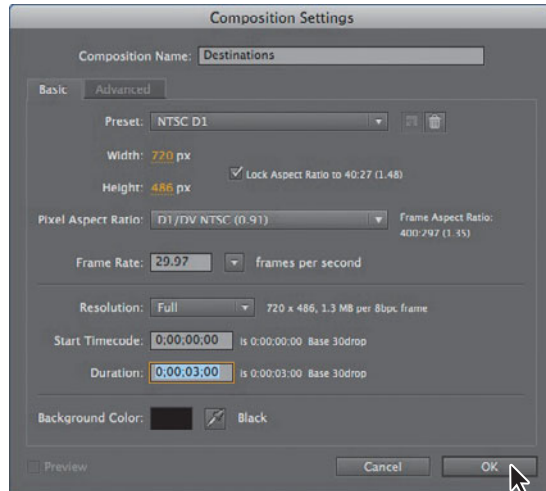 Composition Settings
Composition Name: Destinations
Basic Advanced
Preset: NTSC D1
Width: 720 px
Lock Aspect Ratio to 40:27 (1.48)
Height: 486 px
Pixel Aspect Ratio: D1/DV NTSC (0.91)
Frame Aspect Ratio:
400:297 (1.35)
Frame Rate: 29.97 frames per second
Resolution: Full 720 x 486, 1.3 MB per 8bpc frame
Start Timecode: 0;00;00;00 is 0;00;00;00 Base 30drop
Duration: 0;00;03;00 is 0;00;03;00 Base 30drop
Background Color: Black
Preview Cancel OK